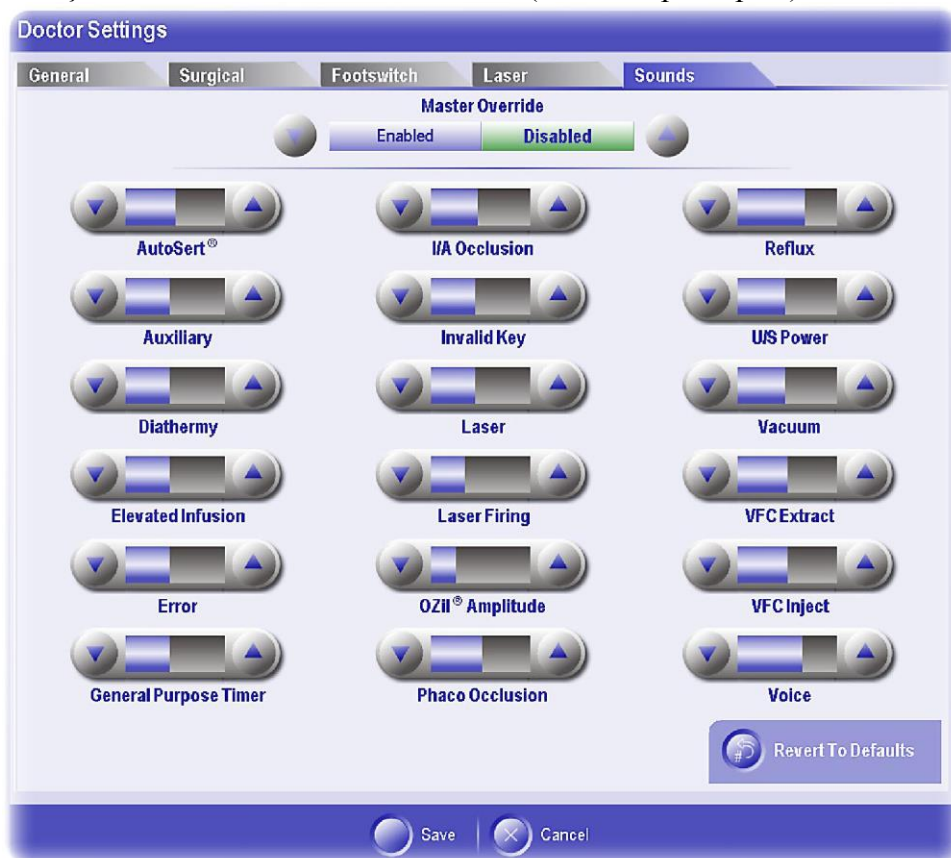 Doctor Settings
General Surgical Footswitch Laser Sounds
Master Override
Enabled Disabled
AutoSert® I/A Occlusion Reflux
Auxiliary Invalid Key U/S Power
Diathermy Laser Vacuum
Elevated Infusion Laser Firing VFC Extract
Error OZil® Amplitude VFC Inject
General Purpose Timer Phaco Occlusion Voice
Revert To Defaults
Save Cancel